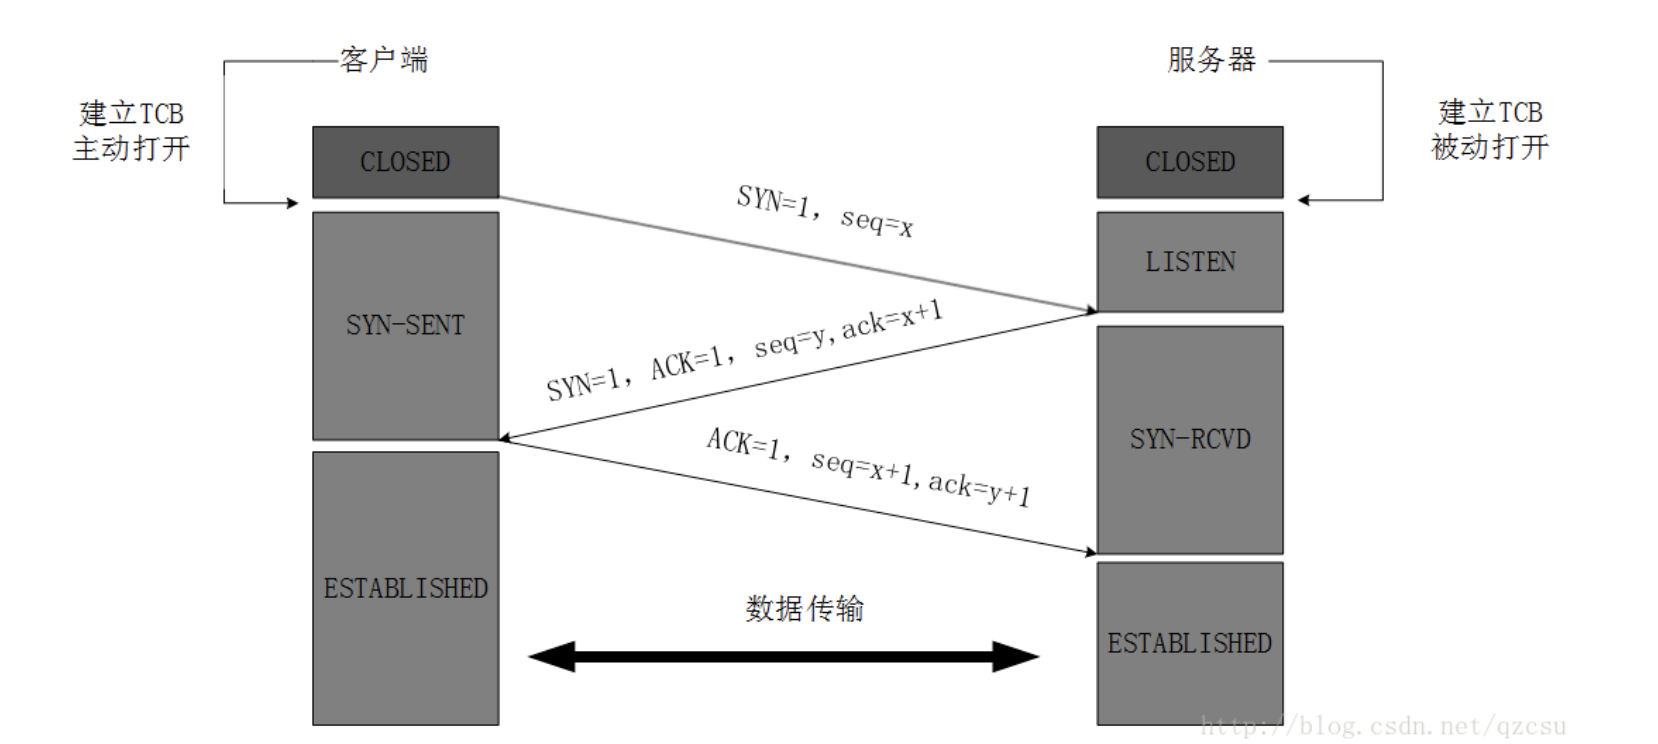 客户端
服务器
建立TCB
主动打开
建立TCB
被动打开
CLOSED
CLOSED
SYN=1, seq=x
LISTEN
SYN-SENT
SYN=1, ACK=1, seq=y,ack=x+1
SYN-RCVD
ACK=1, seq=x+1,ack=y+1
ESTABLISHED
数据传输
ESTABLISHED
http://blog.csdn.net/qzcsu